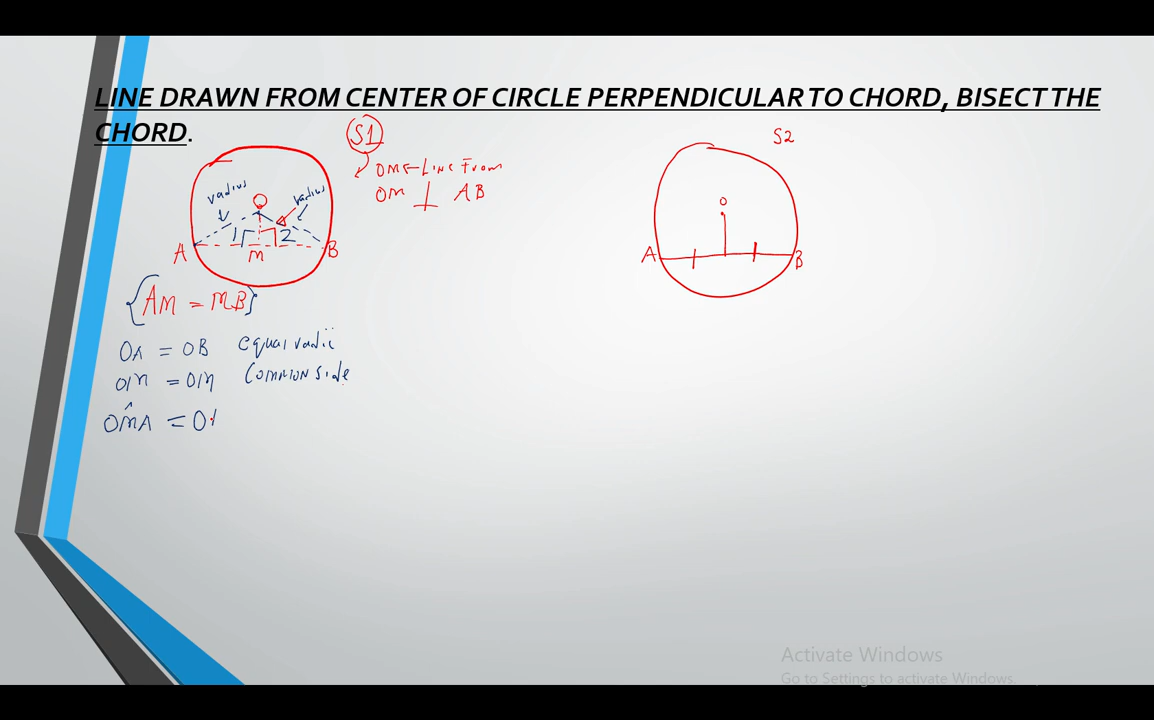 LINE DRAWN FROM CENTER OF CIRCLE PERPENDICULAR TO CHORD, BISECT THE
CHORD.
S1
OM ← Line From
OM ⊥ AB
radius
radius
O
1
2
A
M
B
{AM = MB}
OA = OB equal radii
OM = OM Common side
OM̂A = O
S2
O
A
B
Activate Windows
Go to Settings to activate Windows.